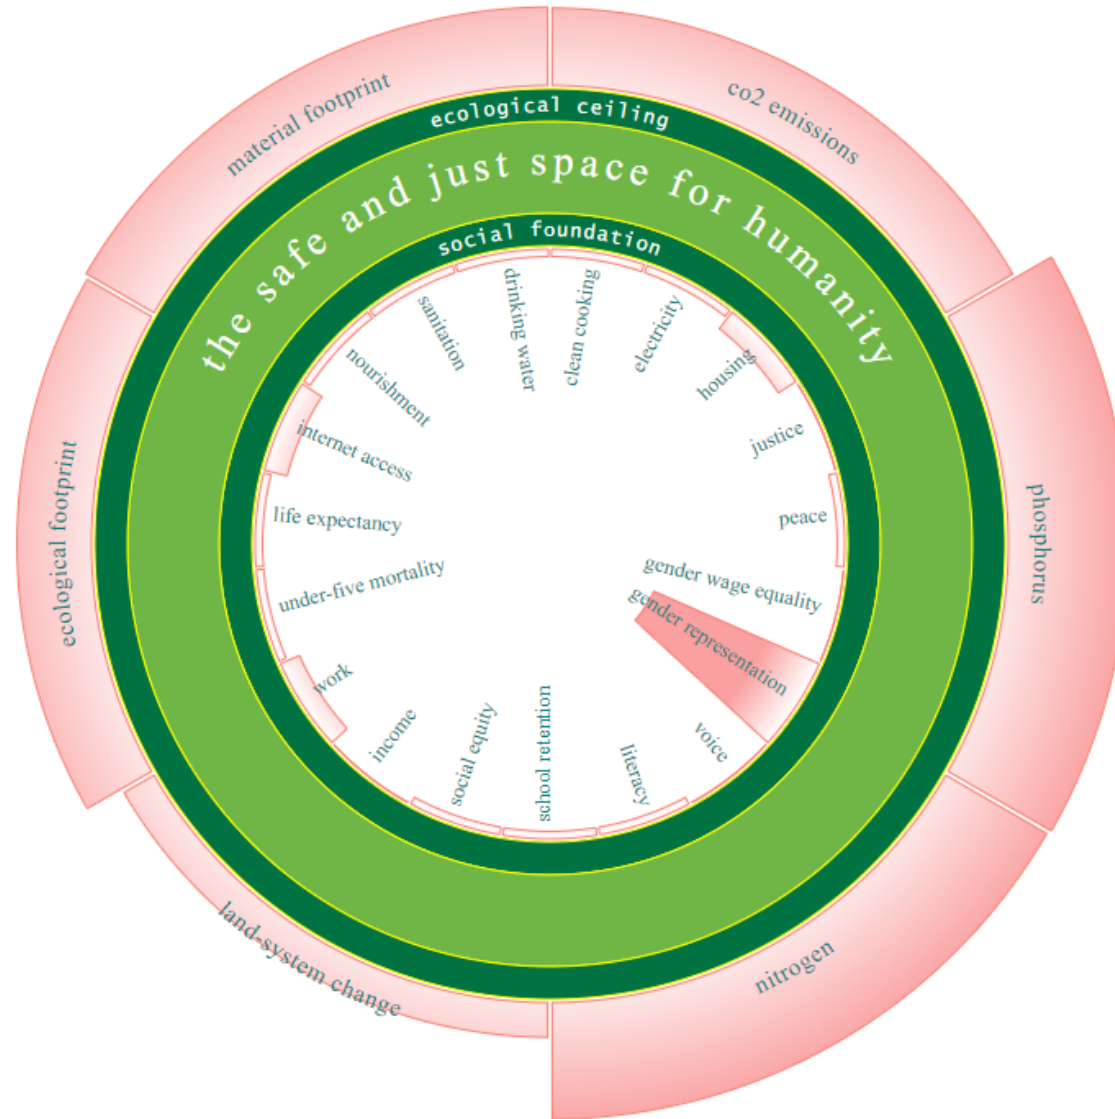 material footprint
co2 emissions
ecological ceiling
the safe and just space for humanity
social foundation
drinking water
clean cooking
sanitation
electricity
nourishment
housing
internet access
justice
life expectancy
peace
ecological footprint
phosphorus
under-five mortality
gender wage equality
gender representation
work
income
social equity
school retention
literacy
voice
land-system change
nitrogen